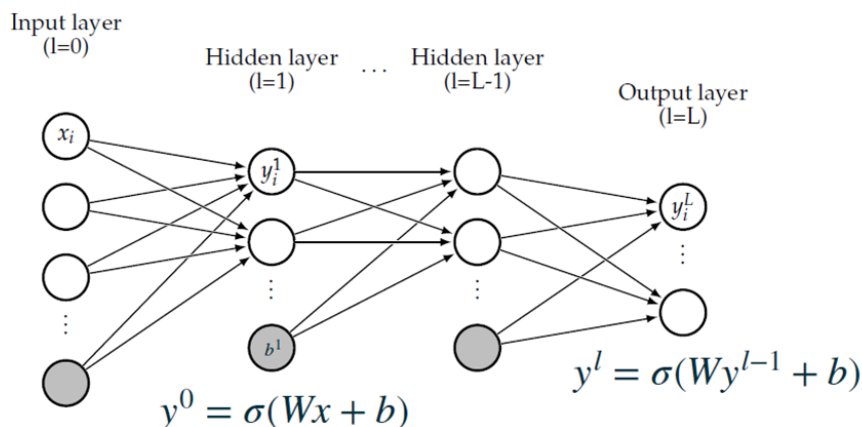 Input layer
(l=0)
Hidden layer
(l=1)
...
Hidden layer
(l=L-1)
Output layer
(l=L)
x_i
y_i^1
y_i^L
⋮
⋮
⋮
⋮
b^1
y^0 = σ(Wx + b)
y^l = σ(Wy^{l−1} + b)